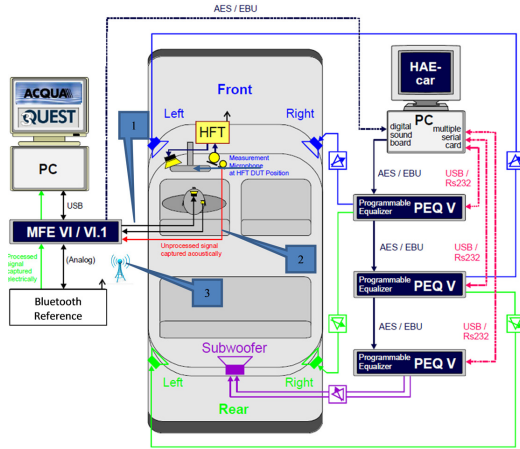 AES / EBU
ACQUA
QUEST
PC
USB
MFE VI / VI.1
Processed
signal
captured
electrically
(Analog)
Bluetooth
Reference
1
2
3
Front
Left
Right
HFT
Measurement
Microphone
at HFT DUT Position
Unprocessed signal
captured acoustically
Subwoofer
Left
Right
Rear
HAE-
car
PC
digital
sound
board
multiple
serial
card
AES / EBU
USB /
Rs232
Programmable
Equalizer
PEQ V
AES / EBU
USB /
Rs232
Programmable
Equalizer
PEQ V
AES / EBU
USB /
Rs232
Programmable
Equalizer
PEQ V